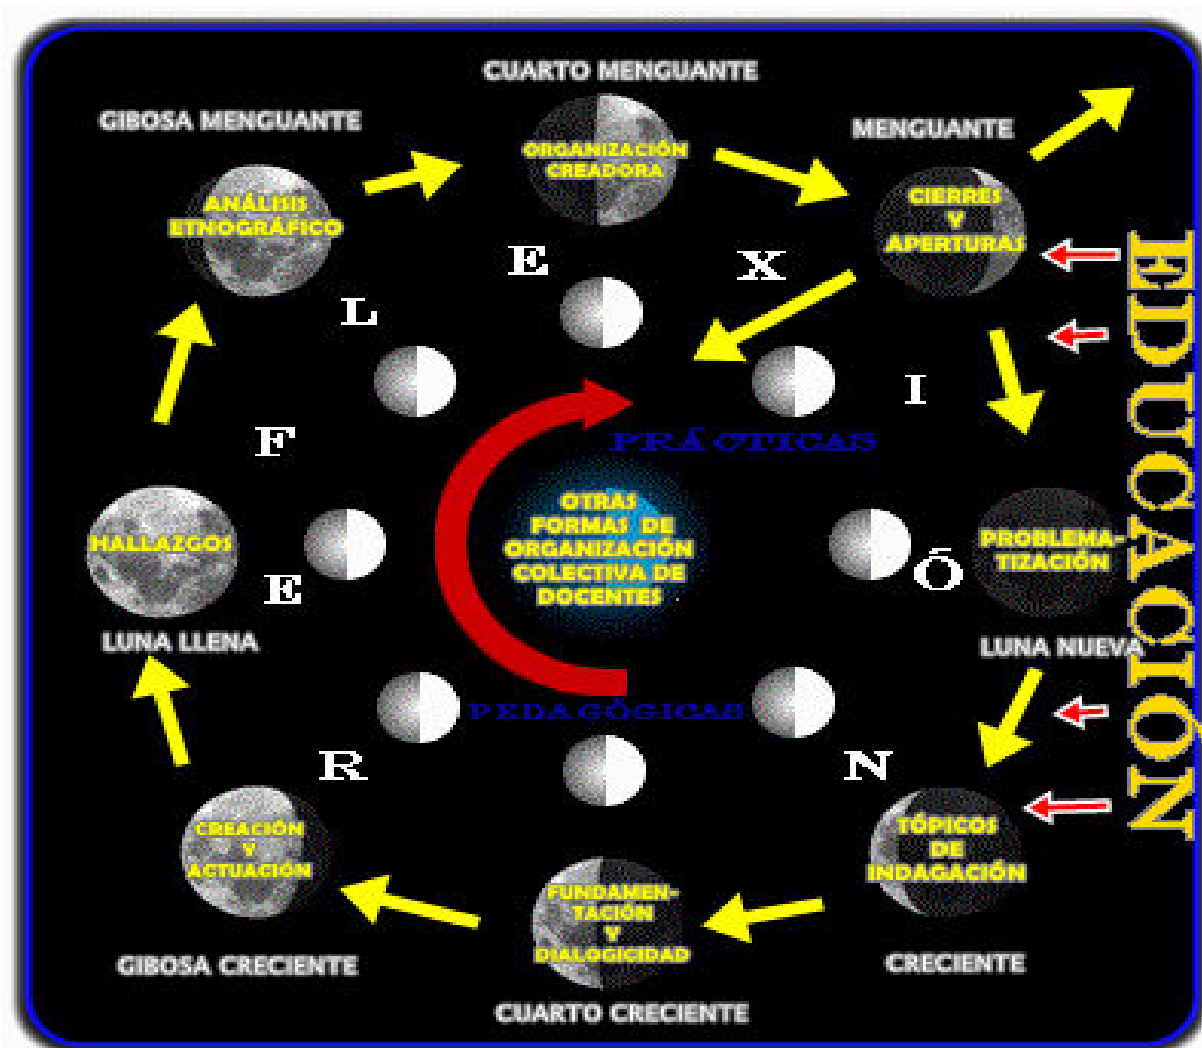 CUARTO MENGUANTE
ORGANIZACIÓN
CREADORA
GIBOSA MENGUANTE
ANÁLISIS
ETNOGRÁFICO
MENGUANTE
CIERRES
Y
APERTURAS
R E F L E X I Ó N
EDUCACIÓN
PRÁCTICAS
OTRAS
FORMAS DE
ORGANIZACIÓN
COLECTIVA DE
DOCENTES
PEDAGÓGICAS
HALLAZGOS
LUNA LLENA
PROBLEMA-
TIZACIÓN
LUNA NUEVA
CREACIÓN
Y
ACTUACIÓN
GIBOSA CRECIENTE
FUNDAMEN-
TACIÓN
Y
DIALOGICIDAD
CUARTO CRECIENTE
TÓPICOS
DE
INDAGACIÓN
CRECIENTE